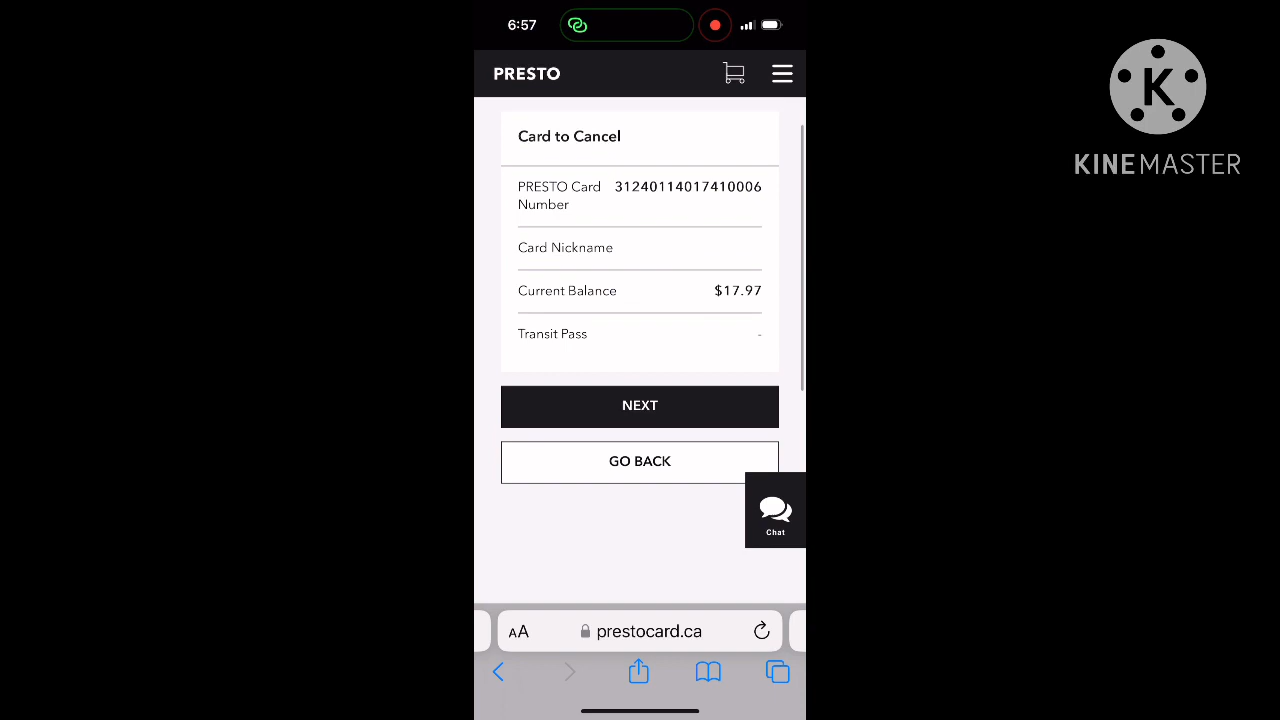 6:57
PRESTO
Card to Cancel
PRESTO Card 31240114017410006
Number
Card Nickname
Current Balance $17.97
Transit Pass -
NEXT
GO BACK
Chat
AA prestocard.ca
K
KINEMASTER